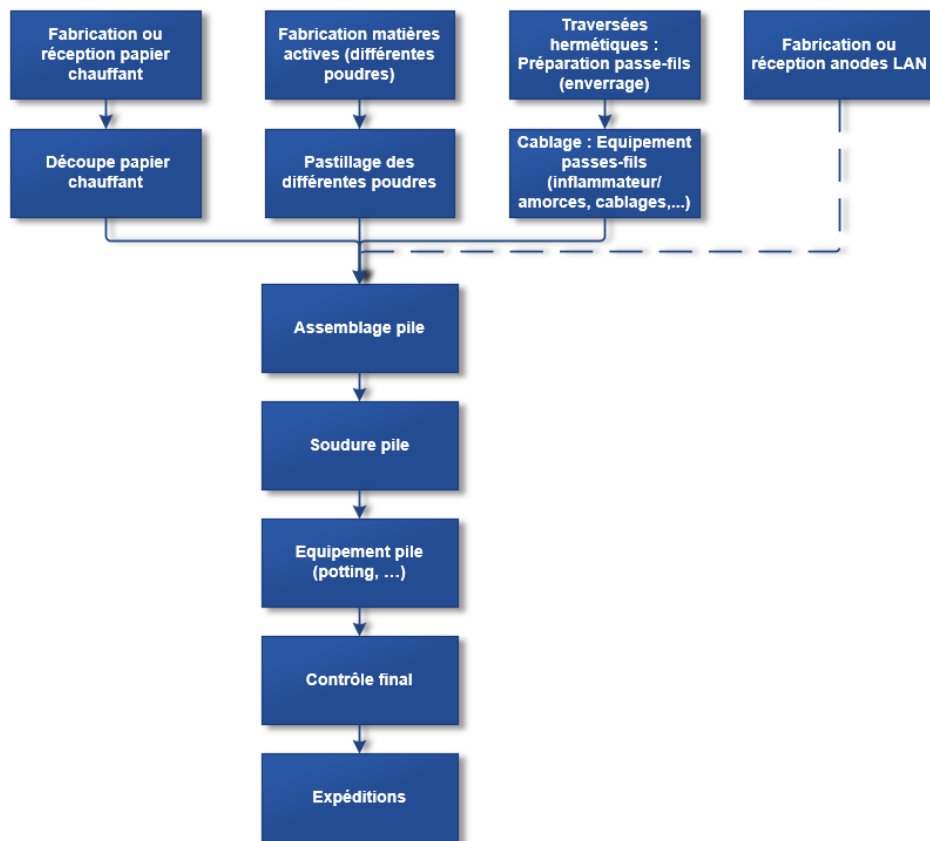 Fabrication ou
réception papier
chauffant
Fabrication matières
actives (différentes
poudres)
Traversées
hermétiques :
Préparation passe-fils
(enverrage)
Fabrication ou
réception anodes LAN
Découpe papier
chauffant
Pastillage des
différentes poudres
Cablage : Equipement
passes-fils
(inflammateur/
amorces, cablages,...)
Assemblage pile
Soudure pile
Equipement pile
(potting, …)
Contrôle final
Expéditions